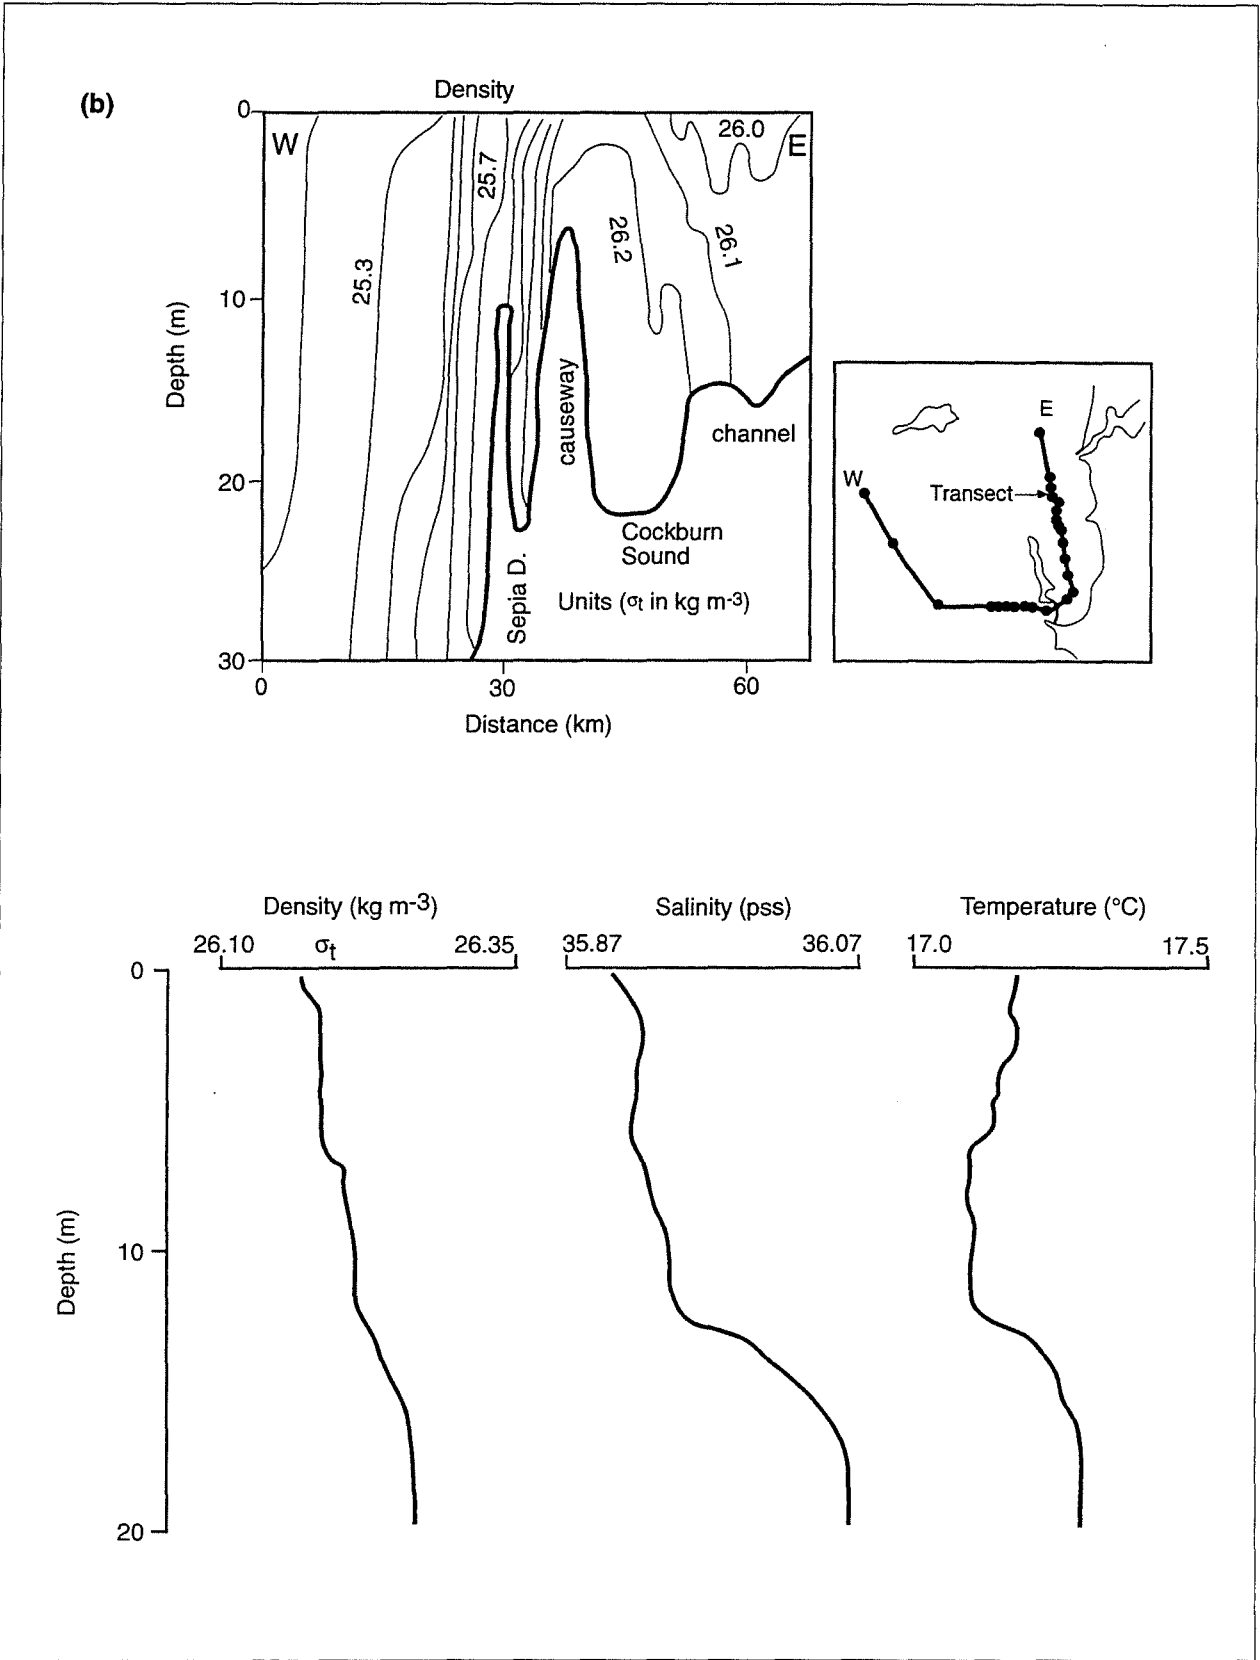 (b)
Density
0
W
26.0
E
25.7
25.3
26.2
26.1
10
Depth (m)
causeway
channel
20
Cockburn
Sound
Sepia D.
Units (σt in kg m-3)
30
0
30
60
Distance (km)
E
W
Transect
Density (kg m-3)
Salinity (pss)
Temperature (°C)
26.10
σt
26.35
35.87
36.07
17.0
17.5
0
10
Depth (m)
20